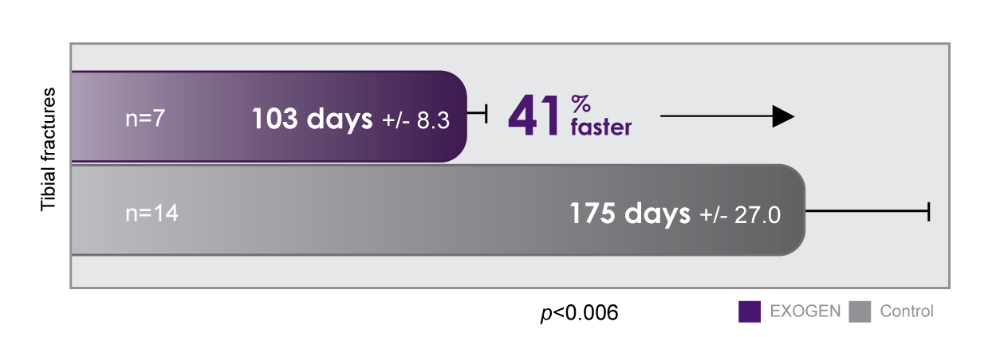 Tibial fractures
n=7 103 days +/- 8.3
41% faster
n=14 175 days +/- 27.0
p<0.006
EXOGEN Control